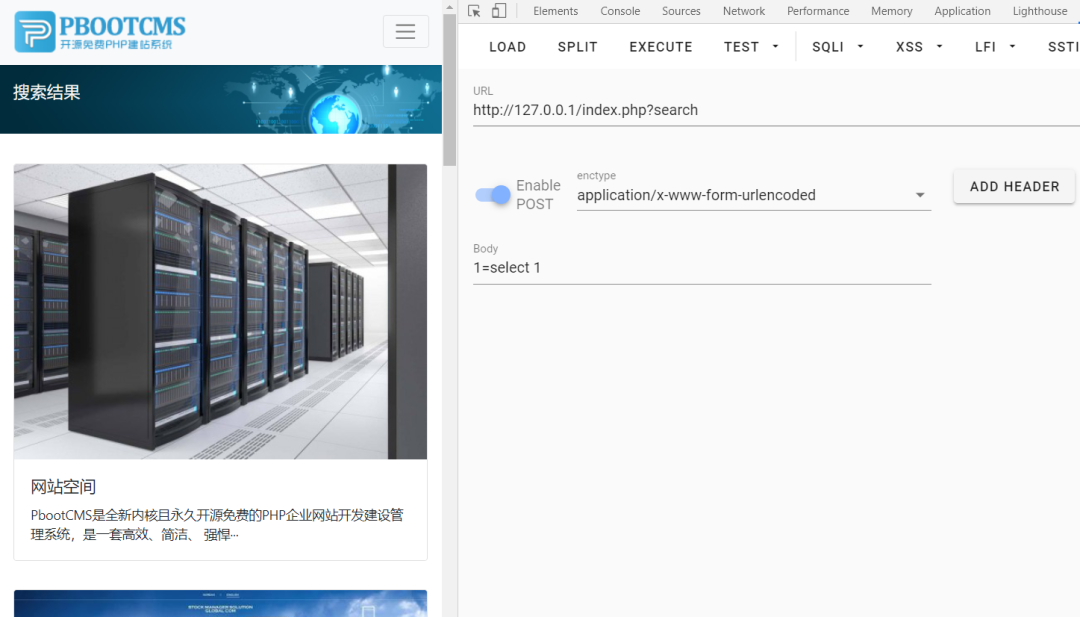 PBOOTCMS
开源免费PHP建站系统
搜索结果
网站空间
PbootCMS是全新内核且永久开源免费的PHP企业网站开发建设管
理系统，是一套高效、简洁、 强悍···
STOCK MANAGER SOLUTION
GLOBAL.COM
Elements Console Sources Network Performance Memory Application Lighthouse
LOAD SPLIT EXECUTE TEST SQLI XSS LFI SSTI
URL
http://127.0.0.1/index.php?search
Enable
POST
enctype
application/x-www-form-urlencoded
ADD HEADER
Body
1=select 1